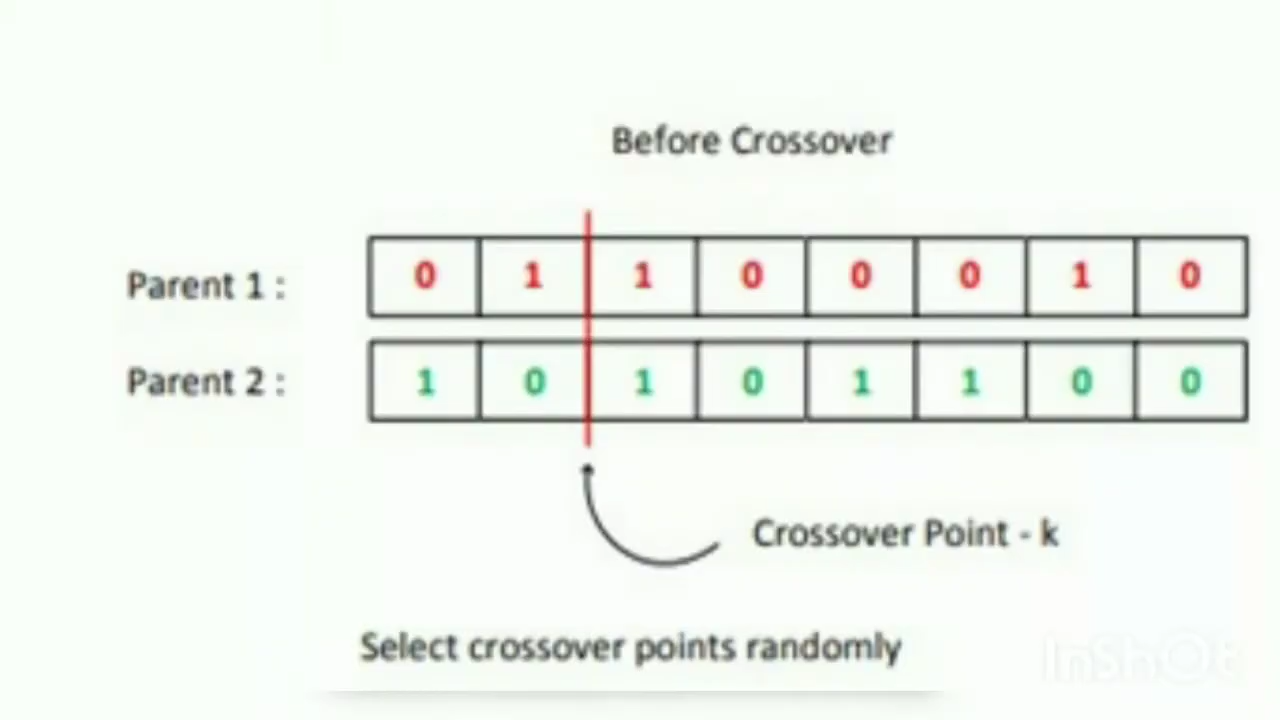 Before Crossover
Parent 1 : 0 1 1 0 0 0 1 0
Parent 2 : 1 0 1 0 1 1 0 0
Crossover Point - k
Select crossover points randomly
InShOt